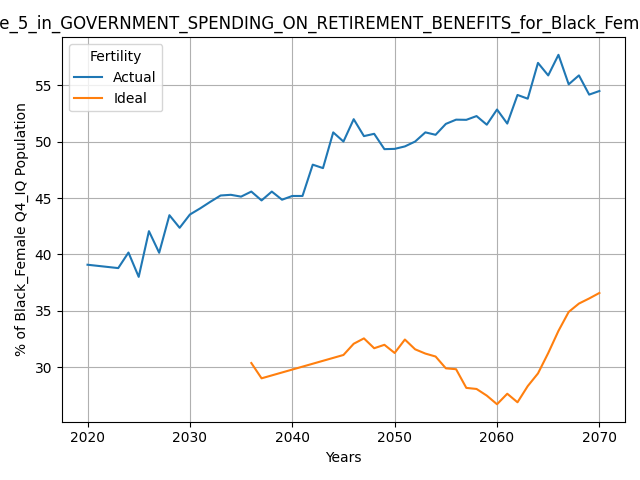 e_5_in_GOVERNMENT_SPENDING_ON_RETIREMENT_BENEFITS_for_Black_Fem
Fertility
Actual
Ideal
% of Black_Female Q4_IQ Population
55
50
45
40
35
30
2020 2030 2040 2050 2060 2070
Years